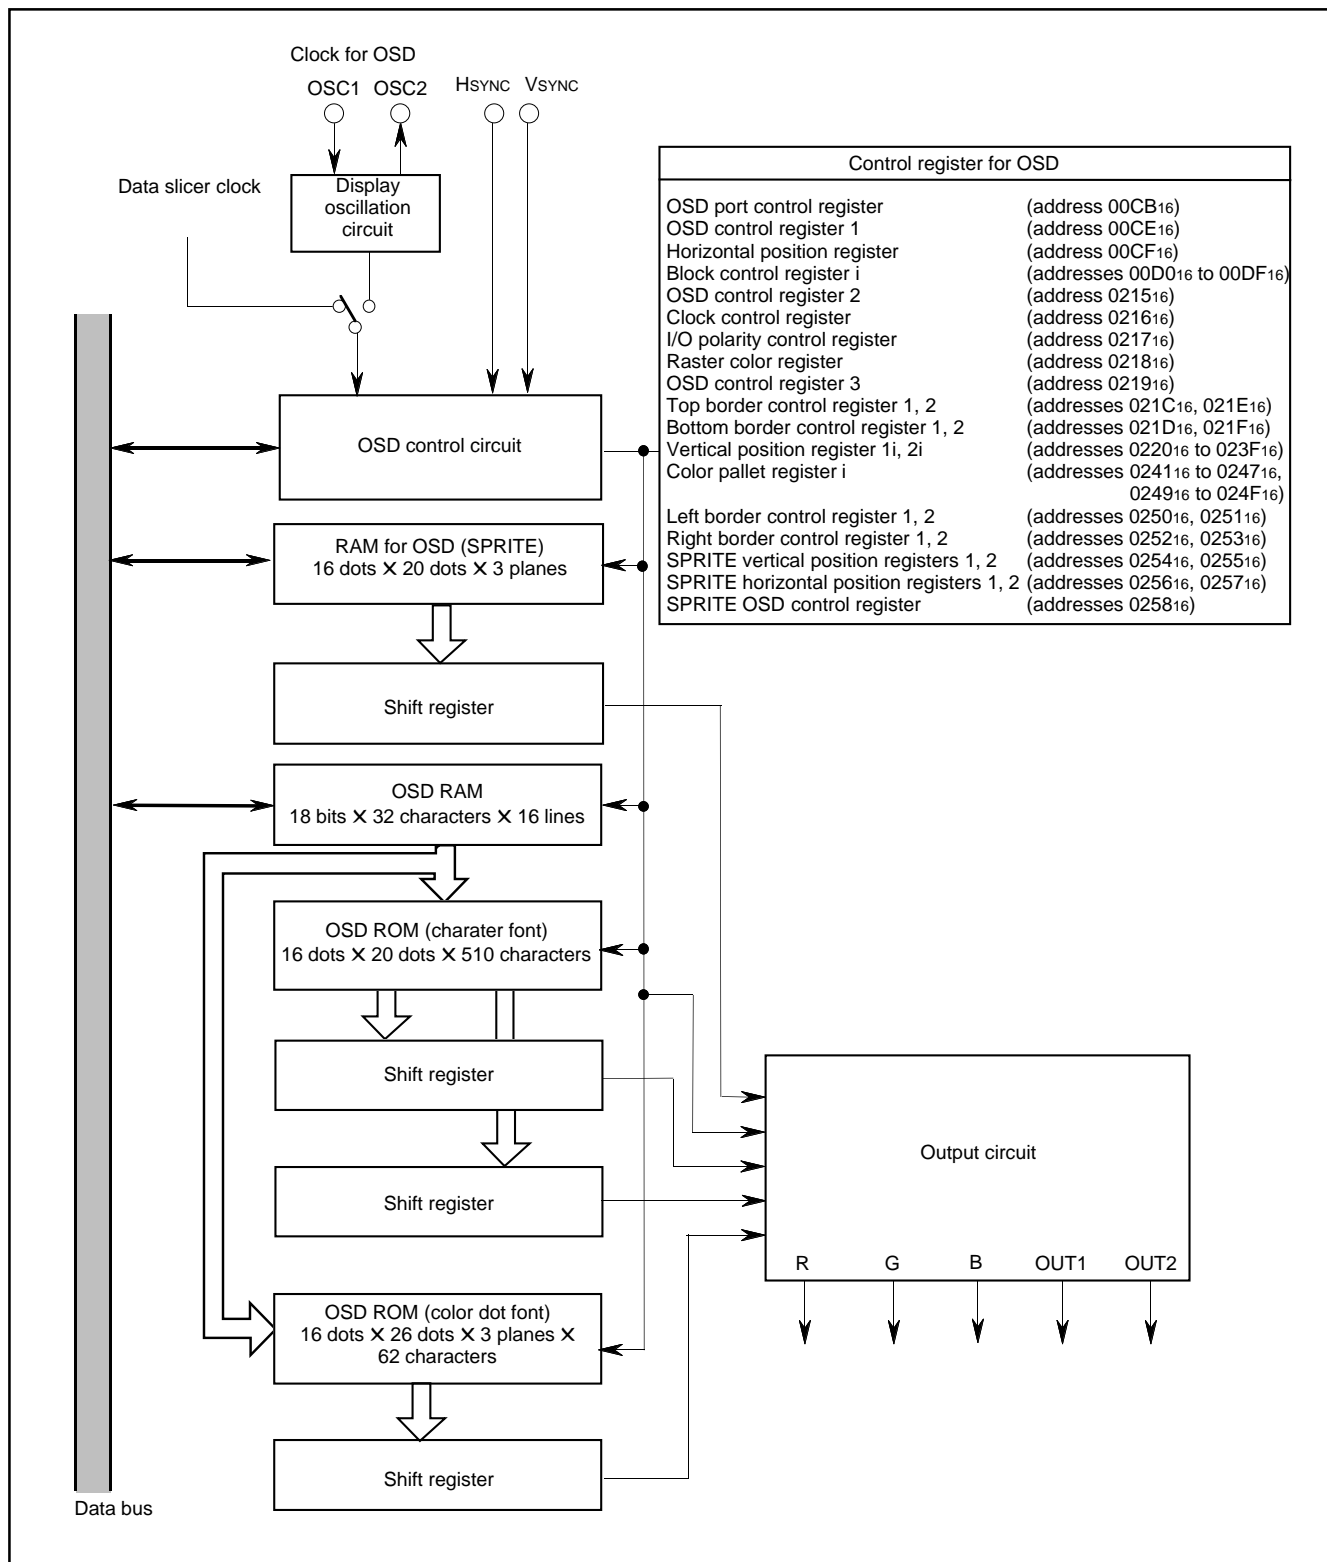 Clock for OSD
OSC1 OSC2 HSYNC VSYNC
Data slicer clock
Display
oscillation
circuit
Control register for OSD
OSD port control register (address 00CB16)
OSD control register 1 (address 00CE16)
Horizontal position register (address 00CF16)
Block control register i (addresses 00D016 to 00DF16)
OSD control register 2 (address 021516)
Clock control register (address 021616)
I/O polarity control register (address 021716)
Raster color register (address 021816)
OSD control register 3 (address 021916)
Top border control register 1, 2 (addresses 021C16, 021E16)
Bottom border control register 1, 2 (addresses 021D16, 021F16)
Vertical position register 1i, 2i (addresses 022016 to 023F16)
Color pallet register i (addresses 024116 to 024716,
024916 to 024F16)
Left border control register 1, 2 (addresses 025016, 025116)
Right border control register 1, 2 (addresses 025216, 025316)
SPRITE vertical position registers 1, 2 (addresses 025416, 025516)
SPRITE horizontal position registers 1, 2 (addresses 025616, 025716)
SPRITE OSD control register (addresses 025816)
OSD control circuit
RAM for OSD (SPRITE)
16 dots × 20 dots × 3 planes
Shift register
OSD RAM
18 bits × 32 characters × 16 lines
OSD ROM (charater font)
16 dots × 20 dots × 510 characters
Shift register
Shift register
Output circuit
R G B OUT1 OUT2
OSD ROM (color dot font)
16 dots × 26 dots × 3 planes ×
62 characters
Shift register
Data bus